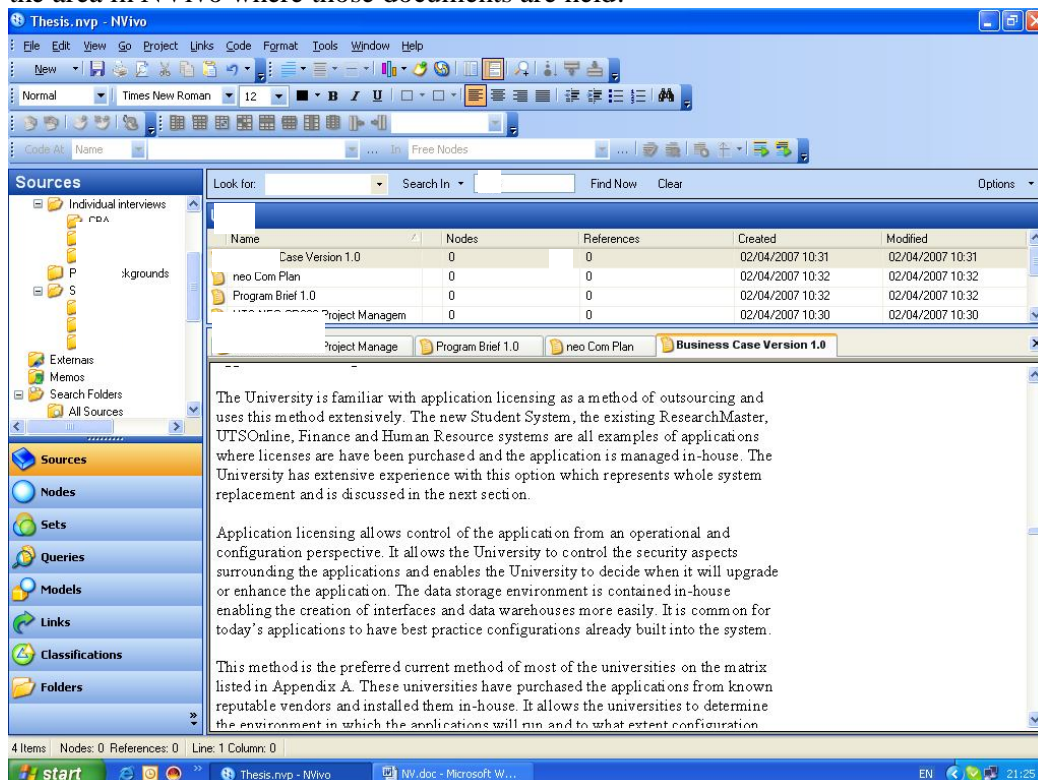 the area in NVivo where those documents are held.
Thesis.nvp - NVivo
File Edit View Go Project Links Code Format Tools Window Help
New
Normal Times New Roman 12 B I U
Code At Name ... In Free Nodes ...
Sources
Look for: Search In Find Now Clear Options
Individual interviews
CBA
P kgrounds
S
Externals
Memos
Search Folders
All Sources
Name Nodes References Created Modified
Case Version 1.0 0 0 02/04/2007 10:31 02/04/2007 10:31
neo Com Plan 0 0 02/04/2007 10:32 02/04/2007 10:32
Program Brief 1.0 0 0 02/04/2007 10:32 02/04/2007 10:32
Project Managem 0 0 02/04/2007 10:30 02/04/2007 10:30
Project Manage Program Brief 1.0 neo Com Plan Business Case Version 1.0
The University is familiar with application licensing as a method of outsourcing and
uses this method extensively. The new Student System, the existing ResearchMaster,
UTSOnline, Finance and Human Resource systems are all examples of applications
where licenses are have been purchased and the application is managed in-house. The
University has extensive experience with this option which represents whole system
replacement and is discussed in the next section.
Application licensing allows control of the application from an operational and
configuration perspective. It allows the University to control the security aspects
surrounding the applications and enables the University to decide when it will upgrade
or enhance the application. The data storage environment is contained in-house
enabling the creation of interfaces and data warehouses more easily. It is common for
today's applications to have best practice configurations already built into the system.
This method is the preferred current method of most of the universities on the matrix
listed in Appendix A. These universities have purchased the applications from known
reputable vendors and installed them in-house. It allows the universities to determine
the environment in which the applications will run and to what extent configuration
Sources
Nodes
Sets
Queries
Models
Links
Classifications
Folders
4 Items Nodes: 0 References: 0 Line: 1 Column: 0
start Thesis.nvp - NVivo NV.doc - Microsoft W... EN 21:25